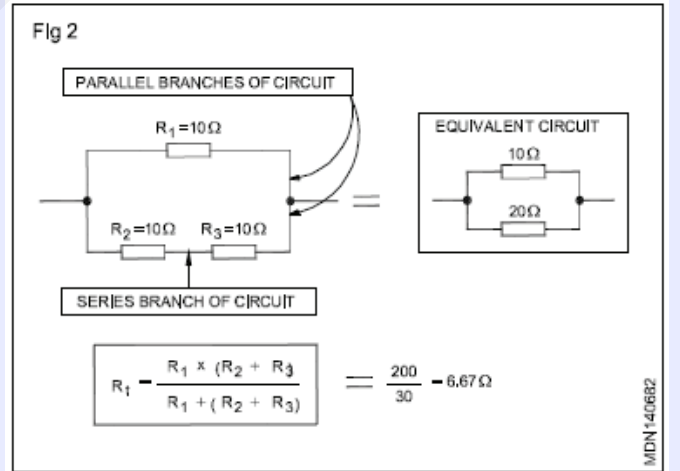 Fig 2
PARALLEL BRANCHES OF CIRCUIT
R1=10Ω
R2=10Ω R3=10Ω
SERIES BRANCH OF CIRCUIT
=
EQUIVALENT CIRCUIT
10Ω
20Ω
Rt - R1 x (R2 + R3 / R1 + ( R2 + R3) = 200 / 30 - 6.67Ω
MDN140682